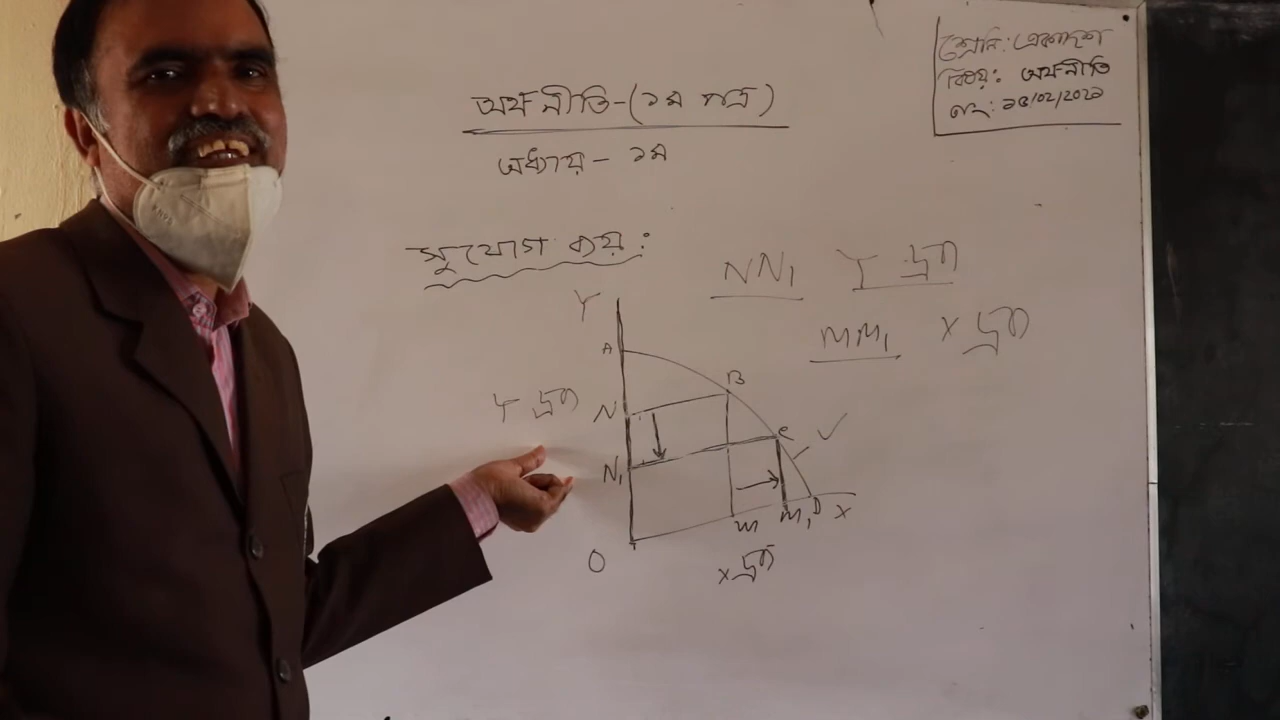 শ্রেনি: একাদশ
বিষয়: অর্থনীতি
তাং: ১৫/০২/২০২১
অর্থনীতি-(১ম পত্র)
অধ্যায় - ১ম
সুযোগ ব্যয়:
NN₁ Y দ্রব্য
MM₁ X দ্রব্য
Y
A
B
Y দ্রব্য
N
C
N₁
M M₁ D X
O
X দ্রব্য